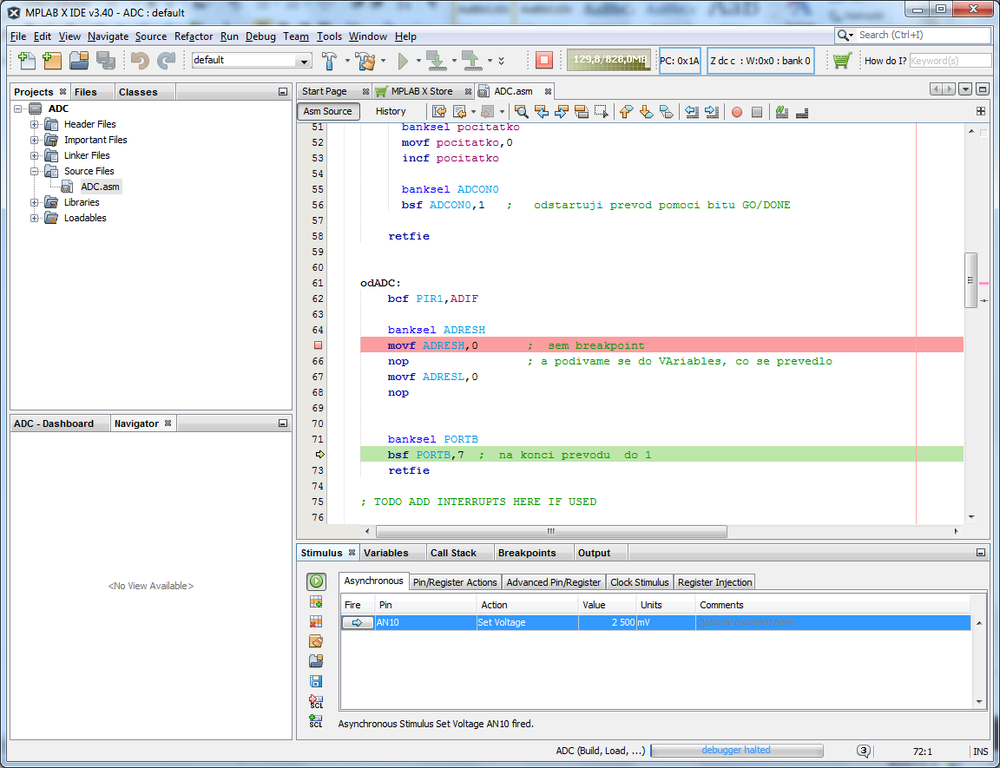 MPLAB X IDE v3.40 - ADC : default
File Edit View Navigate Source Refactor Run Debug Team Tools Window Help
Search (Ctrl+I)
default
129,8/828,0MB
PC: 0x1A
Z dc c : W:0x0 : bank 0
How do I?
Keyword(s)
Projects Files Classes
ADC
Header Files
Important Files
Linker Files
Source Files
ADC.asm
Libraries
Loadables
ADC - Dashboard Navigator
<No View Available>
Start Page MPLAB X Store ADC.asm
Asm Source History
51 banksel pocitatko
52 movf pocitatko,0
53 incf pocitatko
54
55 banksel ADCON0
56 bsf ADCON0,1 ; odstartuji prevod pomoci bitu GO/DONE
57
58 retfie
59
60
61 odADC:
62 bcf PIR1,ADIF
63
64 banksel ADRESH
movf ADRESH,0 ; sem breakpoint
66 nop ; a podivame se do VAriables, co se prevedlo
67 movf ADRESL,0
68 nop
69
70
71 banksel PORTB
bsf PORTB,7 ; na konci prevodu do 1
73 retfie
74
75 ; TODO ADD INTERRUPTS HERE IF USED
76
Stimulus Variables Call Stack Breakpoints Output
Asynchronous Pin/Register Actions Advanced Pin/Register Clock Stimulus Register Injection
Fire Pin Action Value Units Comments
AN10 Set Voltage 2 500 mV Optional comment here
SCL
SCL
Asynchronous Stimulus Set Voltage AN10 fired.
ADC (Build, Load, ...) debugger halted 3 72:1 INS